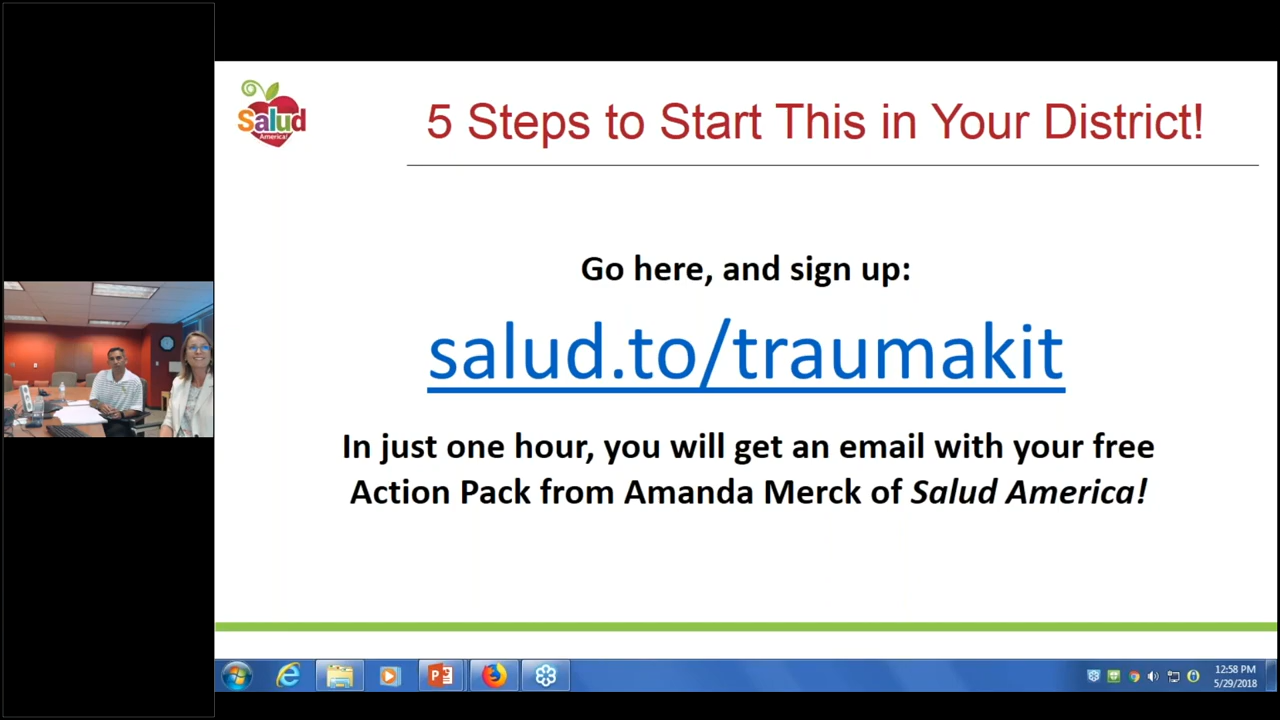 Salud
America!
5 Steps to Start This in Your District!
Go here, and sign up:
salud.to/traumakit
In just one hour, you will get an email with your free
Action Pack from Amanda Merck of Salud America!
12:58 PM
5/29/2018